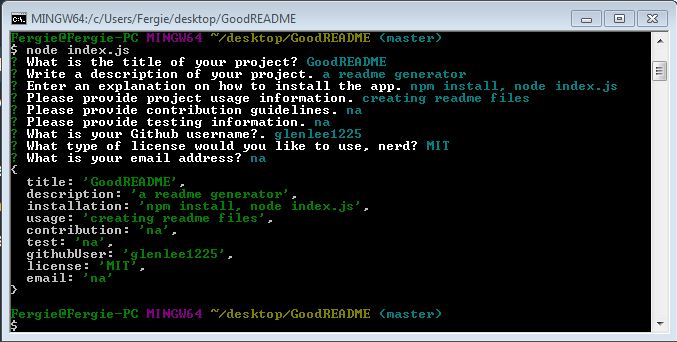 MINGW64:/c/Users/Fergie/desktop/GoodREADME
Fergie@Fergie-PC MINGW64 ~/desktop/GoodREADME (master)
$ node index.js
? What is the title of your project? GoodREADME
? Write a description of your project. a readme generator
? Enter an explanation on how to install the app. npm install, node index.js
? Please provide project usage information. creating readme files
? Please provide contribution guidelines. na
? Please provide testing information. na
? What is your Github username?. glenlee1225
? What type of license would you like to use, nerd? MIT
? What is your email address? na
{
  title: 'GoodREADME',
  description: 'a readme generator',
  installation: 'npm install, node index.js',
  usage: 'creating readme files',
  contribution: 'na',
  test: 'na',
  githubUser: 'glenlee1225',
  license: 'MIT',
  email: 'na'
}
Fergie@Fergie-PC MINGW64 ~/desktop/GoodREADME (master)
$